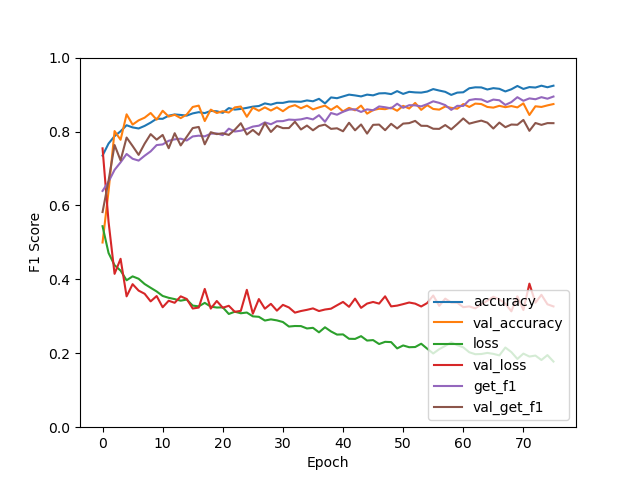 1.0
0.8
0.6
0.4
0.2
0.0
F1 Score
0 10 20 30 40 50 60 70
Epoch
accuracy
val_accuracy
loss
val_loss
get_f1
val_get_f1